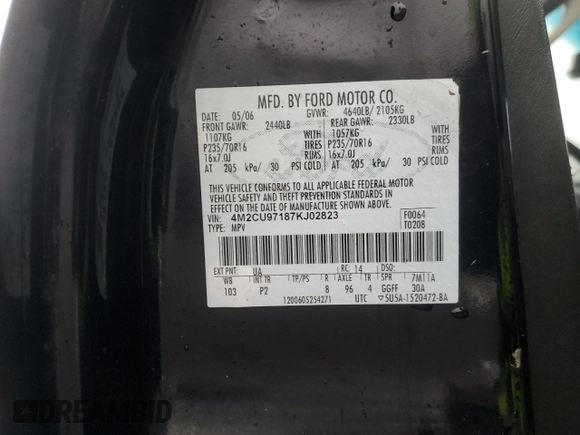 MFD. BY FORD MOTOR CO.
DATE: 05/06 GVWR: 4640LB/ 2105KG
FRONT GAWR: 2440LB REAR GAWR: 2330LB
1107KG WITH 1057KG WITH
P235/70R16 TIRES P235/70R16 TIRES
16x7.0J RIMS 16x7.0J RIMS
AT 205 kPa/ 30 PSI COLD AT 205 kPa/ 30 PSI COLD
THIS VEHICLE CONFORMS TO ALL APPLICABLE FEDERAL MOTOR
VEHICLE SAFETY AND THEFT PREVENTION STANDARDS IN
EFFECT ON THE DATE OF MANUFACTURE SHOWN ABOVE.
VIN: 4M2CU97187KJ02823 F0064
TYPE: MPV T0208
EXT PNT: UA RC: 14 DSO:
WB INT TR TP/PS R AXLE TR SPR 7M11A
103 P2 8 96 4 GGFF 30A
1200605254271 UTC 5U5A-1520472-BA
DREAMBID